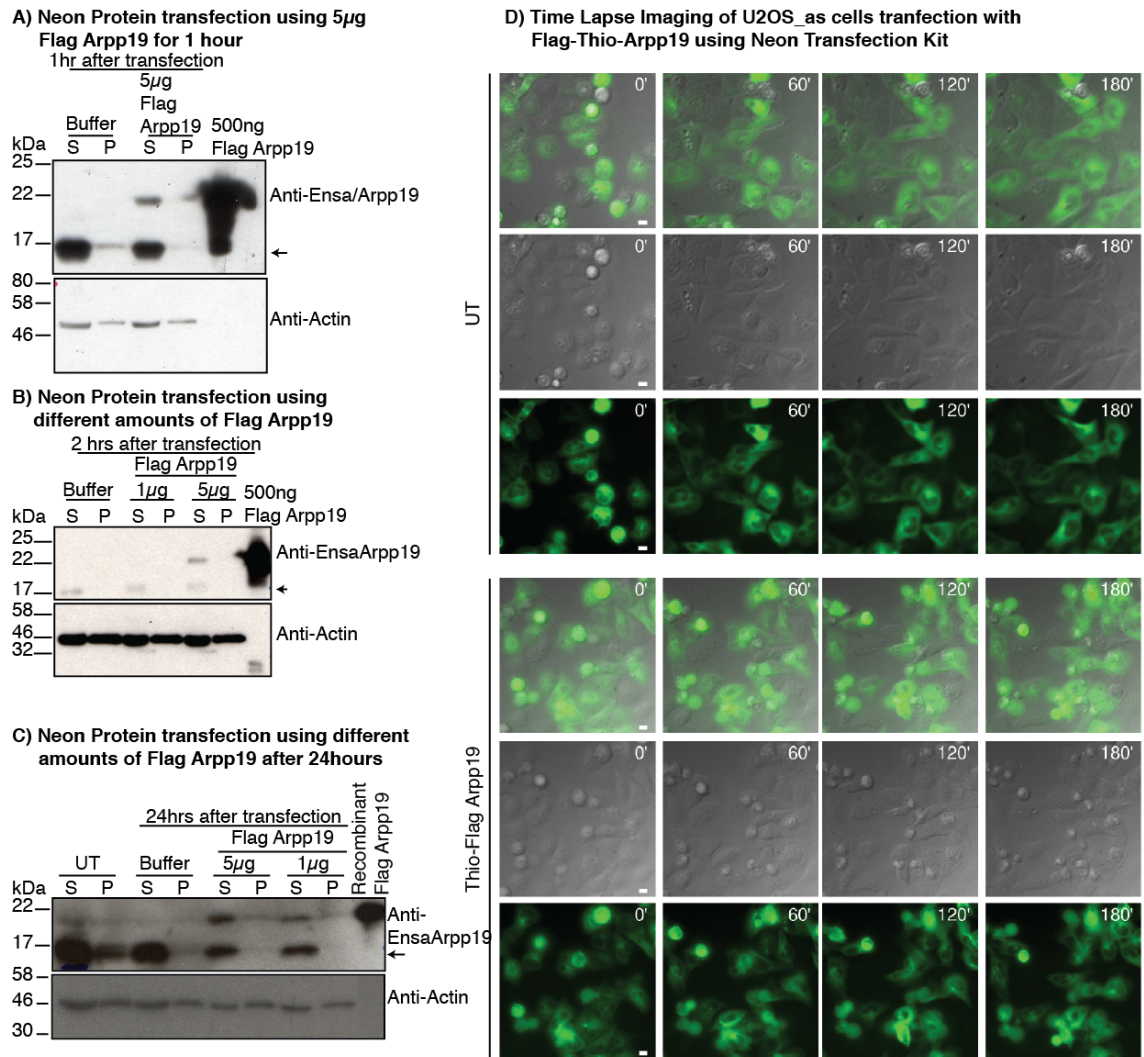 A) Neon Protein transfection using 5µg
Flag Arpp19 for 1 hour
1hr after transfection
5µg
Flag
Arpp19
Buffer
500ng
Flag Arpp19
kDa
S
P
S
P
25
22
17
Anti-Ensa/Arpp19
80
58
46
Anti-Actin
B) Neon Protein transfection using
different amounts of Flag Arpp19
2 hrs after transfection
Flag Arpp19
Buffer
1µg
5µg
500ng
Flag Arpp19
kDa
S
P
S
P
S
P
25
22
17
Anti-EnsaArpp19
58
46
32
Anti-Actin
C) Neon Protein transfection using different
amounts of Flag Arpp19 after 24hours
24hrs after transfection
Flag Arpp19
Recombinant
Flag Arpp19
UT
Buffer
5µg
1µg
kDa
S
P
S
P
S
P
S
P
22
17
Anti-
EnsaArpp19
58
46
30
Anti-Actin
D) Time Lapse Imaging of U2OS_as cells tranfection with
Flag-Thio-Arpp19 using Neon Transfection Kit
UT
0'
60'
120'
180'
0'
60'
120'
180'
0'
60'
120'
180'
Thio-Flag Arpp19
0'
60'
120'
180'
0'
60'
120'
180'
0'
60'
120'
180'